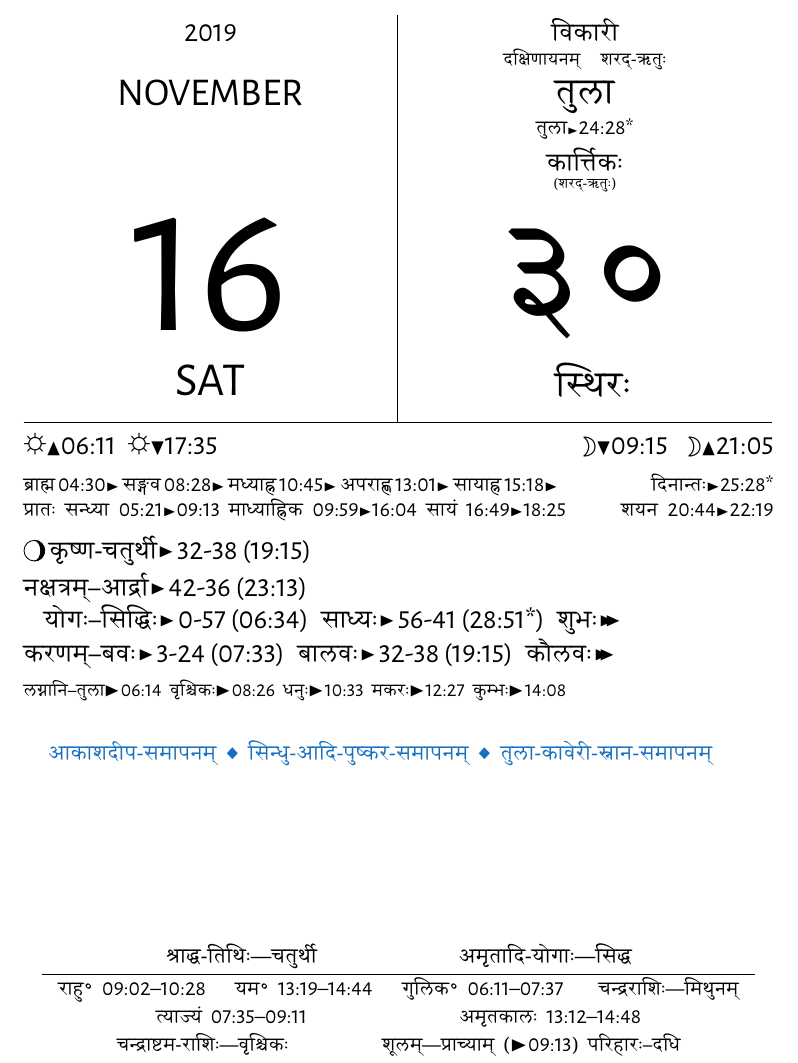 2019
NOVEMBER
16
SAT
विकारी
दक्षिणायनम् शरद्-ऋतुः
तुला
तुला►24:28*
कार्त्तिकः
(शरद्-ऋतुः)
३०
स्थिरः
☼▲06:11 ☼▼17:35 ☽▼09:15 ☽▲21:05
ब्राह्म 04:30► सङ्गव 08:28► मध्याह्न 10:45► अपराह्ण 13:01► सायाह्न 15:18► दिनान्तः►25:28*
प्रातः सन्ध्या 05:21►09:13 माध्याह्निक 09:59►16:04 सायं 16:49►18:25 शयन 20:44►22:19
कृष्ण-चतुर्थी► 32-38 (19:15)
नक्षत्रम्–आर्द्रा► 42-36 (23:13)
योगः–सिद्धिः► 0-57 (06:34) साध्यः► 56-41 (28:51*) शुभः►►
करणम्–बवः► 3-24 (07:33) बालवः► 32-38 (19:15) कौलवः►►
लग्नानि–तुला► 06:14 वृश्चिकः►08:26 धनुः►10:33 मकरः►12:27 कुम्भः►14:08
आकाशदीप-समापनम् ◆ सिन्धु-आदि-पुष्कर-समापनम् ◆ तुला-कावेरी-स्नान-समापनम्
श्राद्ध-तिथिः—चतुर्थी अमृतादि-योगाः—सिद्ध
राहु॰ 09:02–10:28 यम॰ 13:19–14:44 गुलिक॰ 06:11–07:37 चन्द्रराशिः—मिथुनम्
त्याज्यं 07:35–09:11 अमृतकालः 13:12–14:48
चन्द्राष्टम-राशिः—वृश्चिकः शूलम्—प्राच्याम् (►09:13) परिहारः–दधि